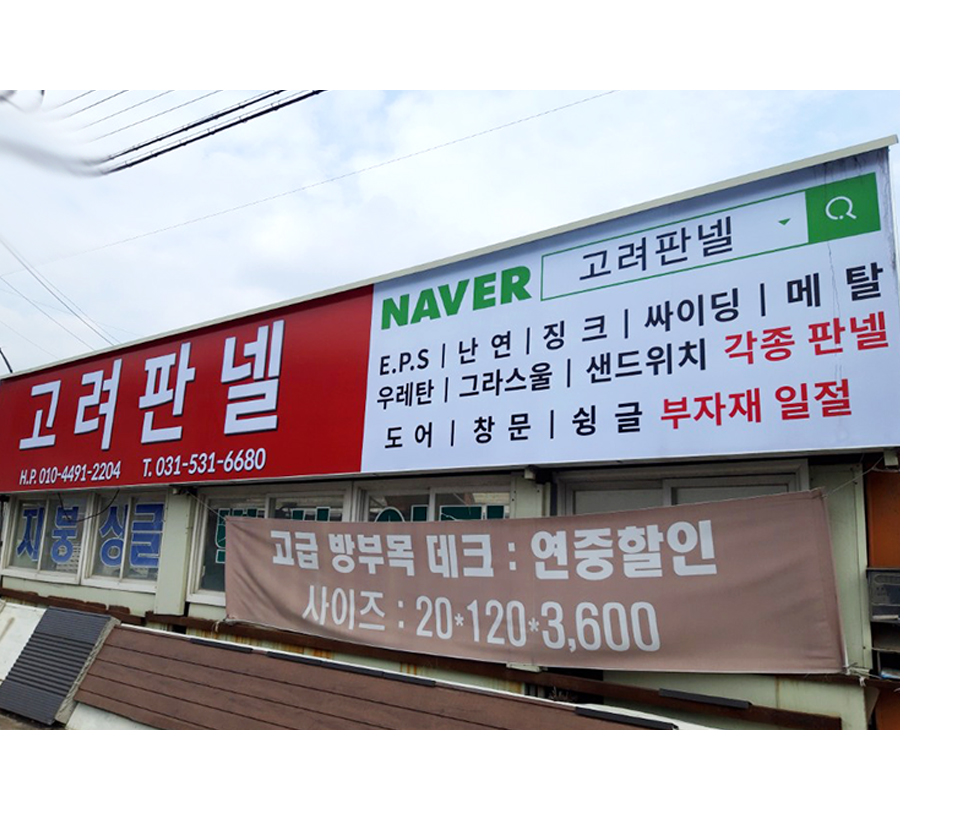 고려판넬
H.P. 010-4491-2204 T. 031-531-6680
NAVER 고려판넬
E.P.S | 난연 | 징크 | 싸이딩 | 메탈
우레탄 | 그라스울 | 샌드위치 각종 판넬
도어 | 창문 | 슁글 부자재 일절
지붕 싱글
고급 방부목 데크 : 연중할인
사이즈 : 20*120*3,600